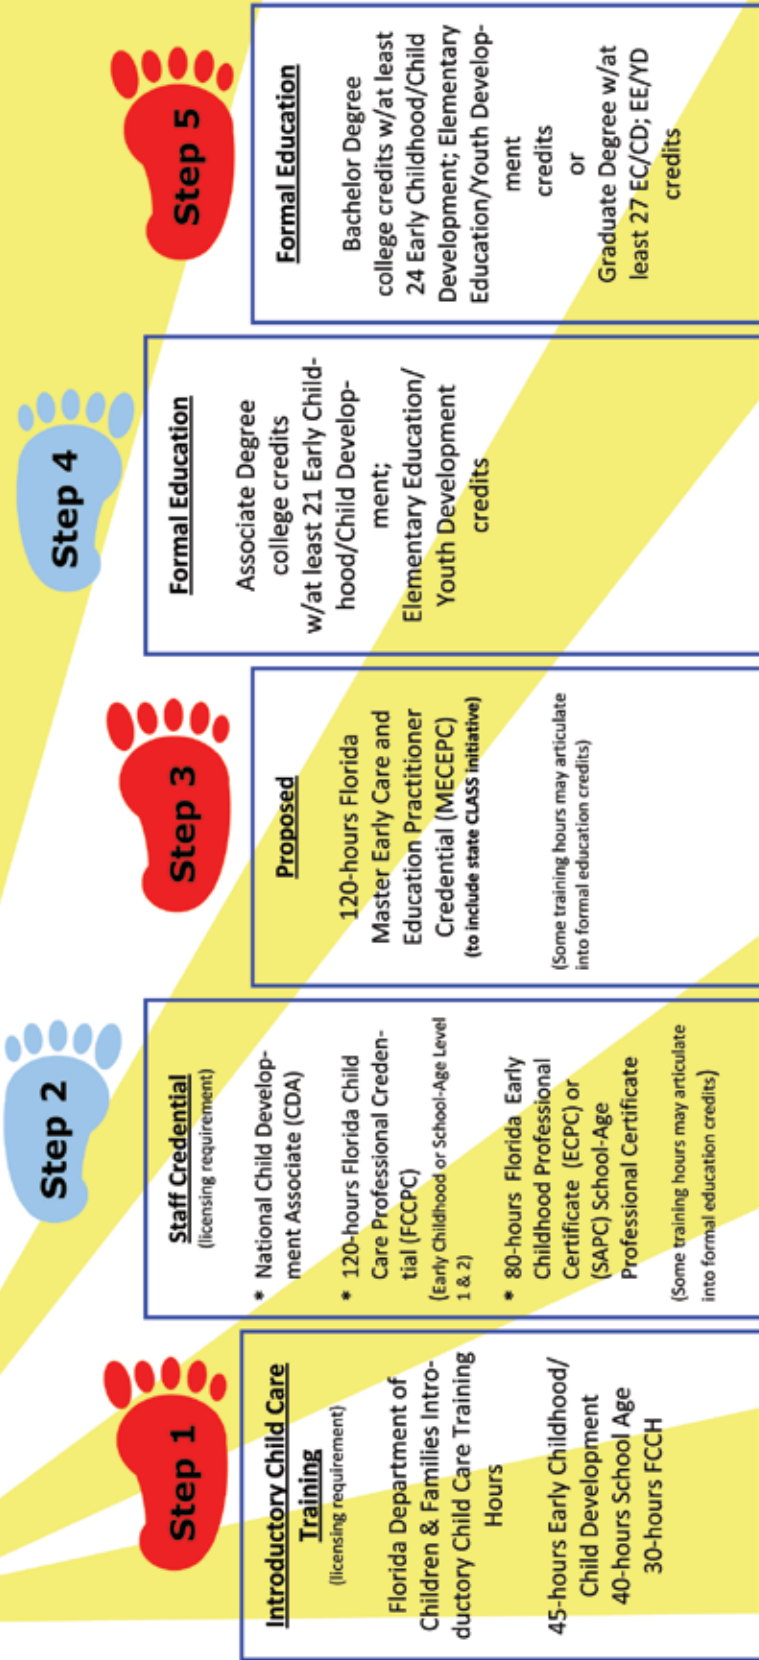 Step 1
Introductory Child Care
Training
(licensing requirement)
Florida Department of
Children & Families Intro-
ductory Child Care Training
Hours
45-hours Early Childhood/
Child Development
40-hours School Age
30-hours FCCH
Step 2
Staff Credential
(licensing requirement)
* National Child Develop-
ment Associate (CDA)
* 120-hours Florida Child
Care Professional Creden-
tial (FCCPC)
(Early Childhood or School-Age Level
1 & 2)
* 80-hours Florida Early
Childhood Professional
Certificate (ECPC) or
(SAPC) School-Age
Professional Certificate
(Some training hours may articulate
into formal education credits)
Step 3
Proposed
120-hours Florida
Master Early Care and
Education Practitioner
Credential (MECEPC)
(to include state CLASS initiative)
(Some training hours may articulate
into formal education credits)
Step 4
Formal Education
Associate Degree
college credits
w/at least 21 Early Child-
hood/Child Develop-
ment;
Elementary Education/
Youth Development
credits
Step 5
Formal Education
Bachelor Degree
college credits w/at least
24 Early Childhood/Child
Development; Elementary
Education/Youth Develop-
ment
credits
or
Graduate Degree w/at
least 27 EC/CD; EE/YD
credits